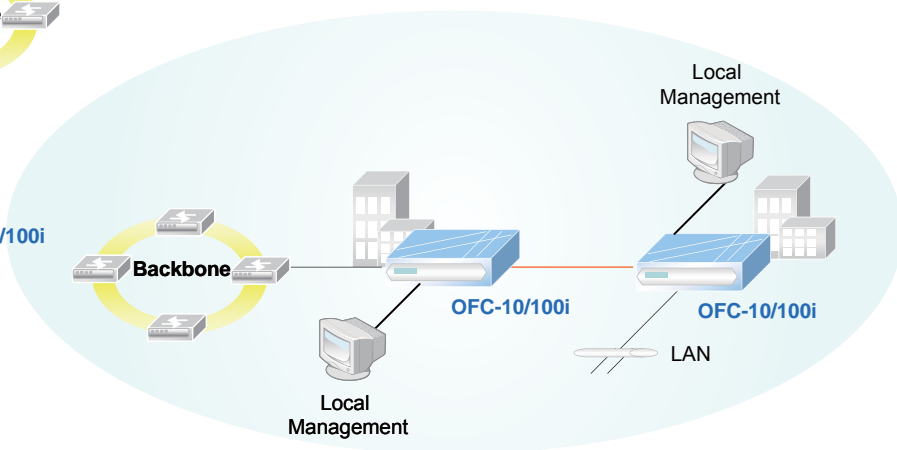 Local
Management
/100i
Backbone
OFC-10/100i
OFC-10/100i
LAN
Local
Management